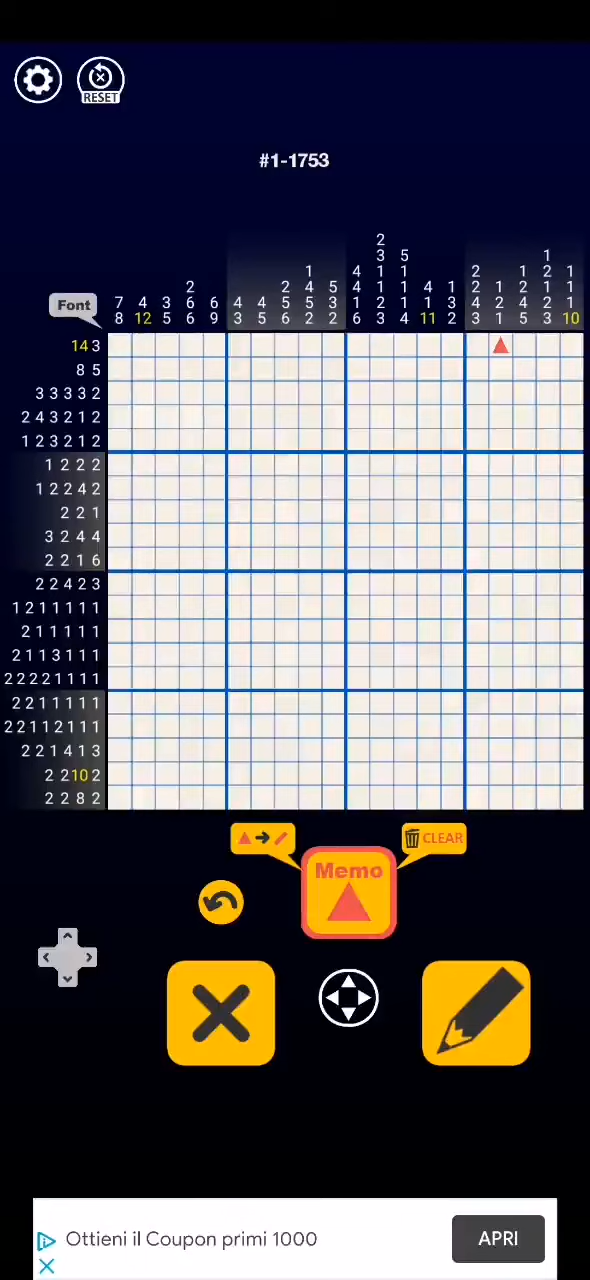 RESET
#1-1753
2
3 5
4 1 1 2 1
1 5 4 1 1 4 1 2 1 2 1 1
2 2 4 3 4 1 1 1 1 3 2 2 2 2 1 1
7 4 3 6 6 4 4 5 5 3 1 2 1 1 3 4 2 4 1 1
8 12 5 6 9 3 5 6 2 2 6 3 4 11 2 3 1 5 3 10
Font
14 3
8 5
3 3 3 3 2
2 4 3 2 1 2
1 2 3 2 1 2
1 2 2 2
1 2 2 4 2
2 2 1
3 2 4 4
2 2 1 6
2 2 4 2 3
1 2 1 1 1 1 1
2 1 1 1 1 1
2 1 1 3 1 1 1
2 2 2 2 1 1 1 1
2 2 1 1 1 1 1
2 2 1 1 2 1 1 1
2 2 1 4 1 3
2 2 10 2
2 2 8 2
CLEAR
Memo
Ottieni il Coupon primi 1000
APRI